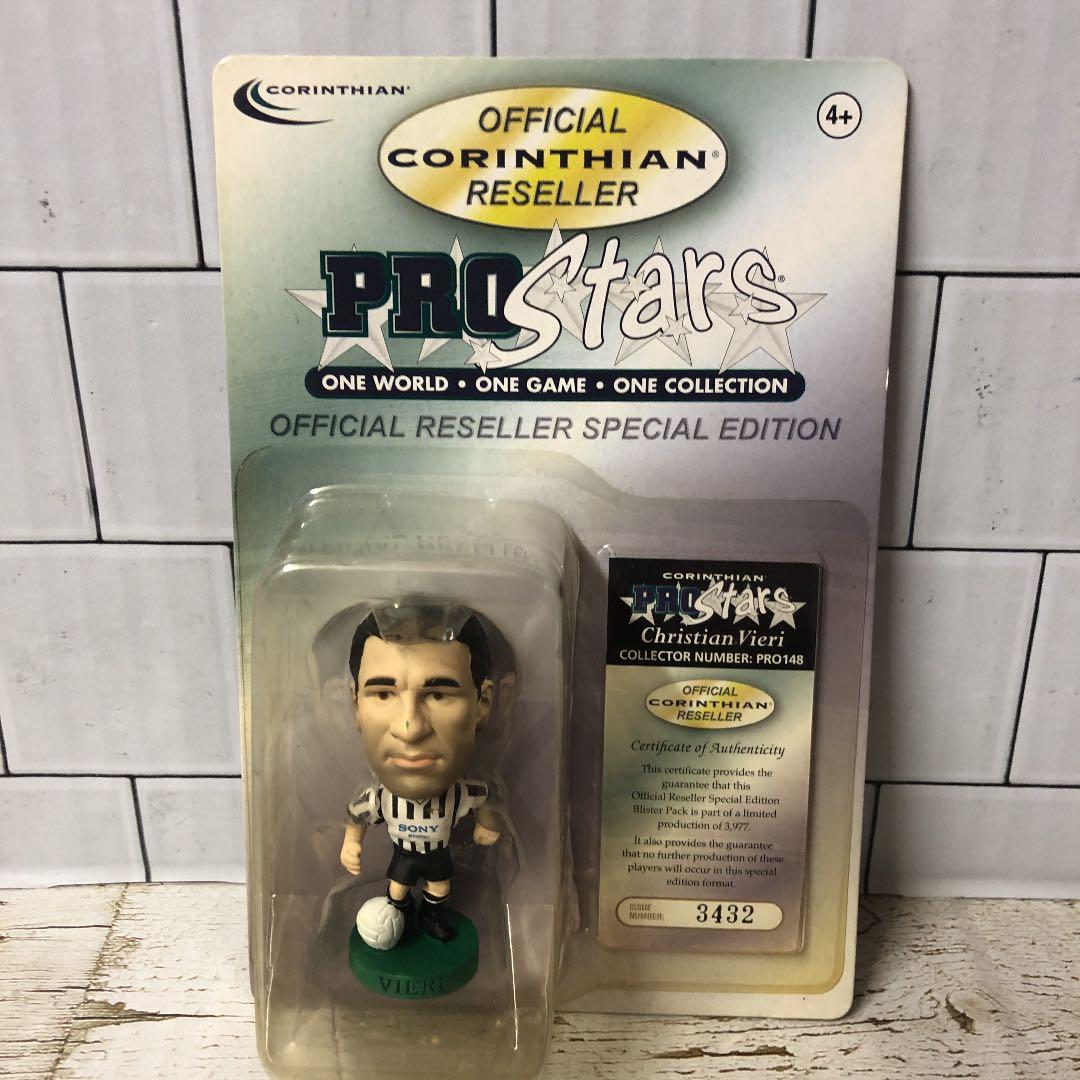 CORINTHIAN®
OFFICIAL
CORINTHIAN®
RESELLER
4+
PROStars®
ONE WORLD • ONE GAME • ONE COLLECTION
OFFICIAL RESELLER SPECIAL EDITION
CORINTHIAN
PROStars
Christian Vieri
COLLECTOR NUMBER: PRO148
OFFICIAL
CORINTHIAN®
RESELLER
Certificate of Authenticity
This certificate provides the
guarantee that this
Official Reseller Special Edition
Blister Pack is part of a limited
production of 3,977.
It also provides the guarantee
that no further production of these
players will occur in this special
edition format.
ISSUE
NUMBER:
3432
SONY
VIERI